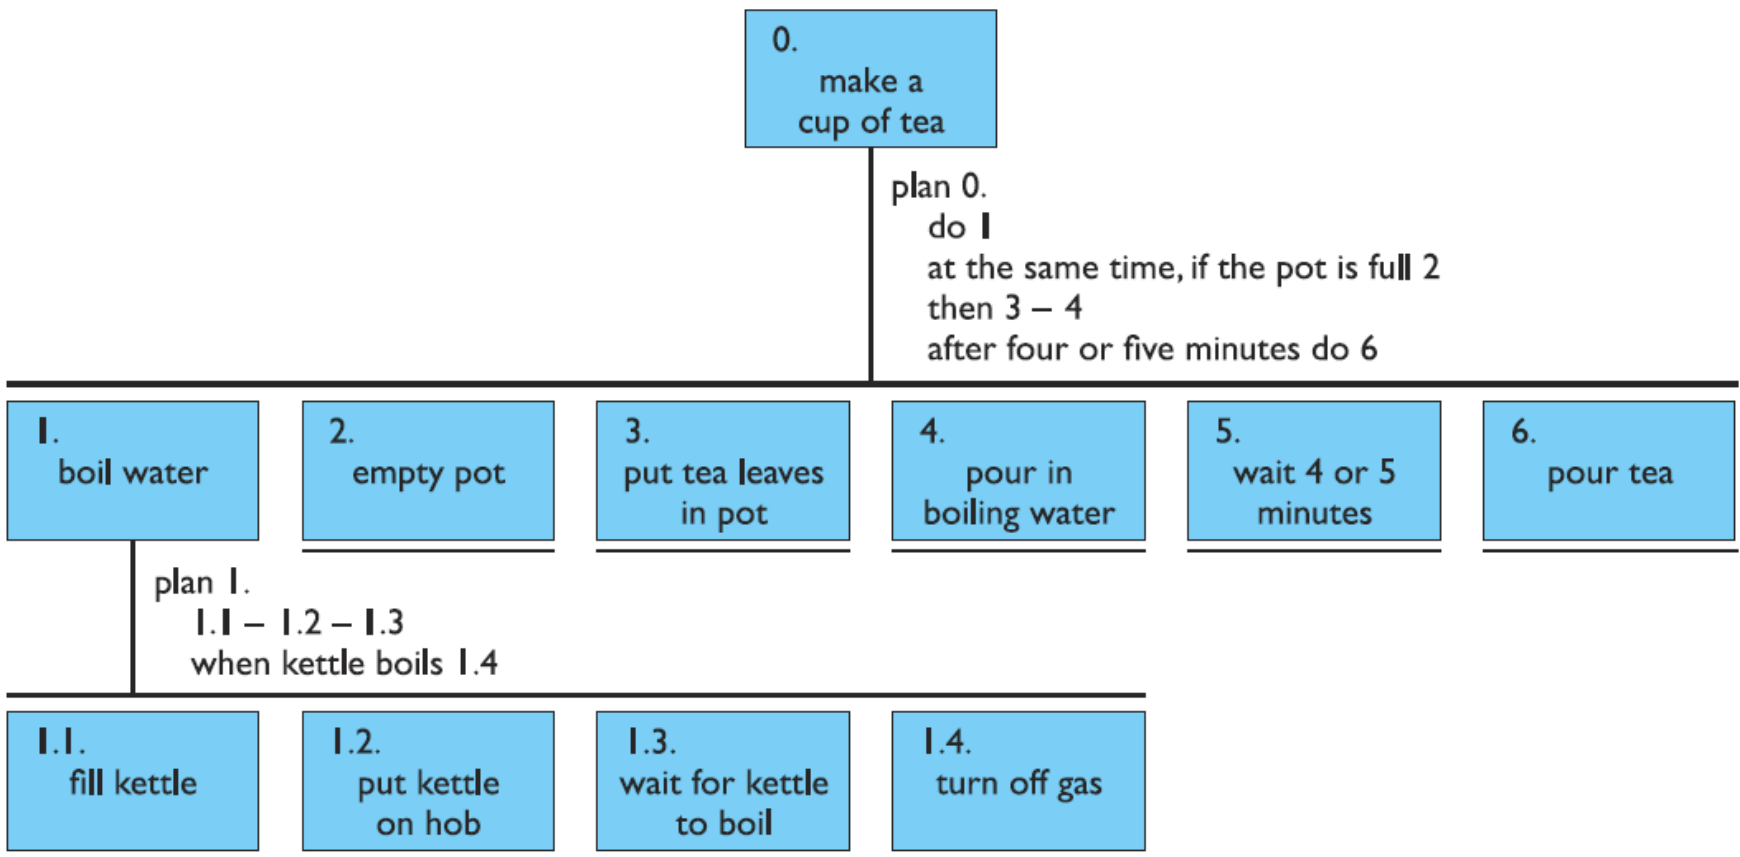 0.
make a
cup of tea
plan 0.
do 1
at the same time, if the pot is full 2
then 3 – 4
after four or five minutes do 6
1.
boil water
2.
empty pot
3.
put tea leaves
in pot
4.
pour in
boiling water
5.
wait 4 or 5
minutes
6.
pour tea
plan 1.
1.1 – 1.2 – 1.3
when kettle boils 1.4
1.1.
fill kettle
1.2.
put kettle
on hob
1.3.
wait for kettle
to boil
1.4.
turn off gas